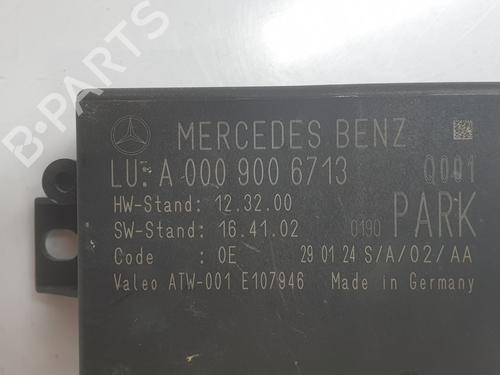 B-PARTS
MERCEDES BENZ
LU: A 000 900 6713 Q001
HW-Stand: 12.32.00
SW-Stand: 16.41.02 0190 PARK
Code : 0E 29 01 24 S/A/02/AA
Valeo ATW-001 E107946 Made in Germany